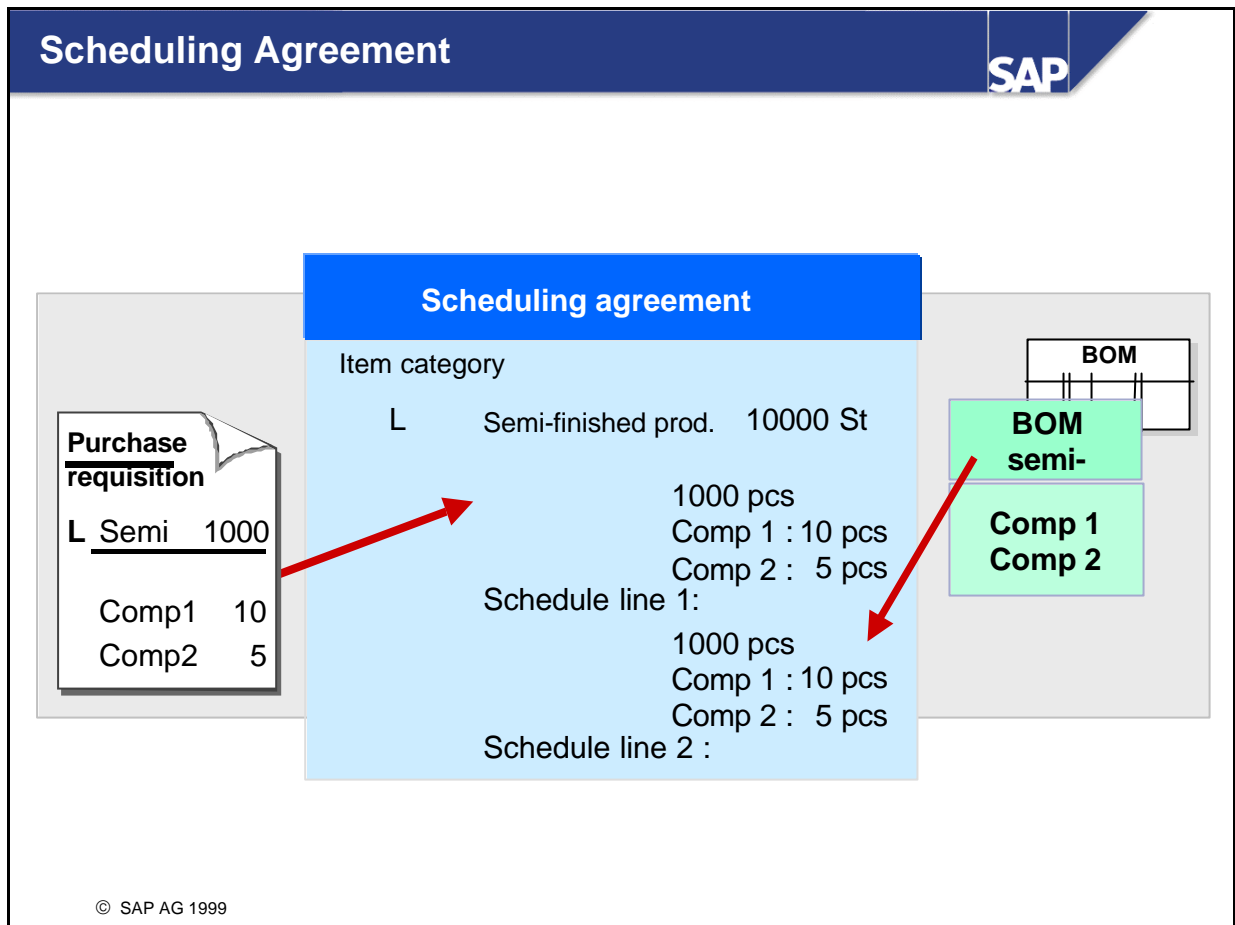 Scheduling Agreement
SAP
Purchase
requisition
L Semi 1000
Comp1 10
Comp2 5
Scheduling agreement
Item category
L Semi-finished prod. 10000 St
1000 pcs
Comp 1 : 10 pcs
Comp 2 : 5 pcs
Schedule line 1:
1000 pcs
Comp 1 : 10 pcs
Comp 2 : 5 pcs
Schedule line 2 :
BOM
BOM
semi-
Comp 1
Comp 2
© SAP AG 1999